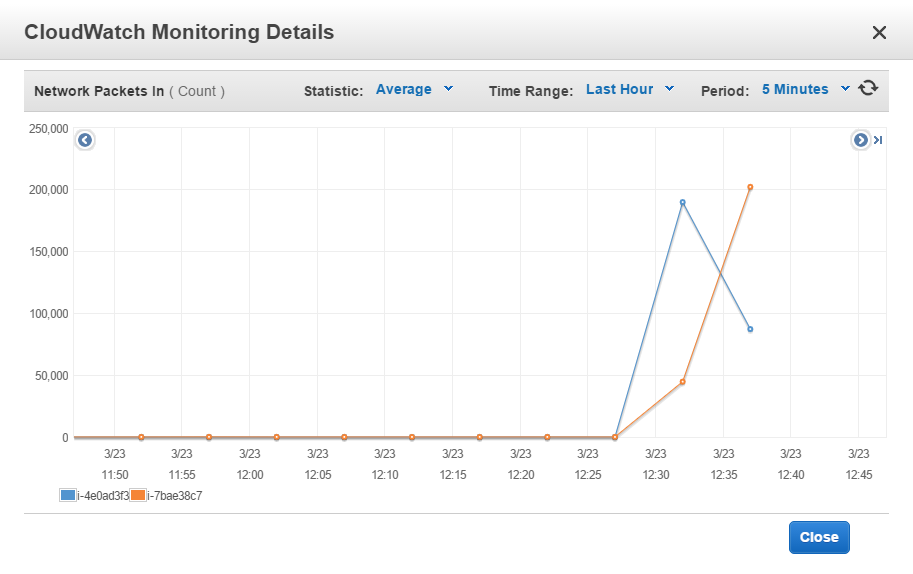 CloudWatch Monitoring Details
Network Packets In ( Count ) Statistic: Average Time Range: Last Hour Period: 5 Minutes
250,000
200,000
150,000
100,000
50,000
0
3/23 3/23 3/23 3/23 3/23 3/23 3/23 3/23 3/23 3/23 3/23 3/23
11:50 11:55 12:00 12:05 12:10 12:15 12:20 12:25 12:30 12:35 12:40 12:45
i-4e0ad3f3 i-7bae38c7
Close